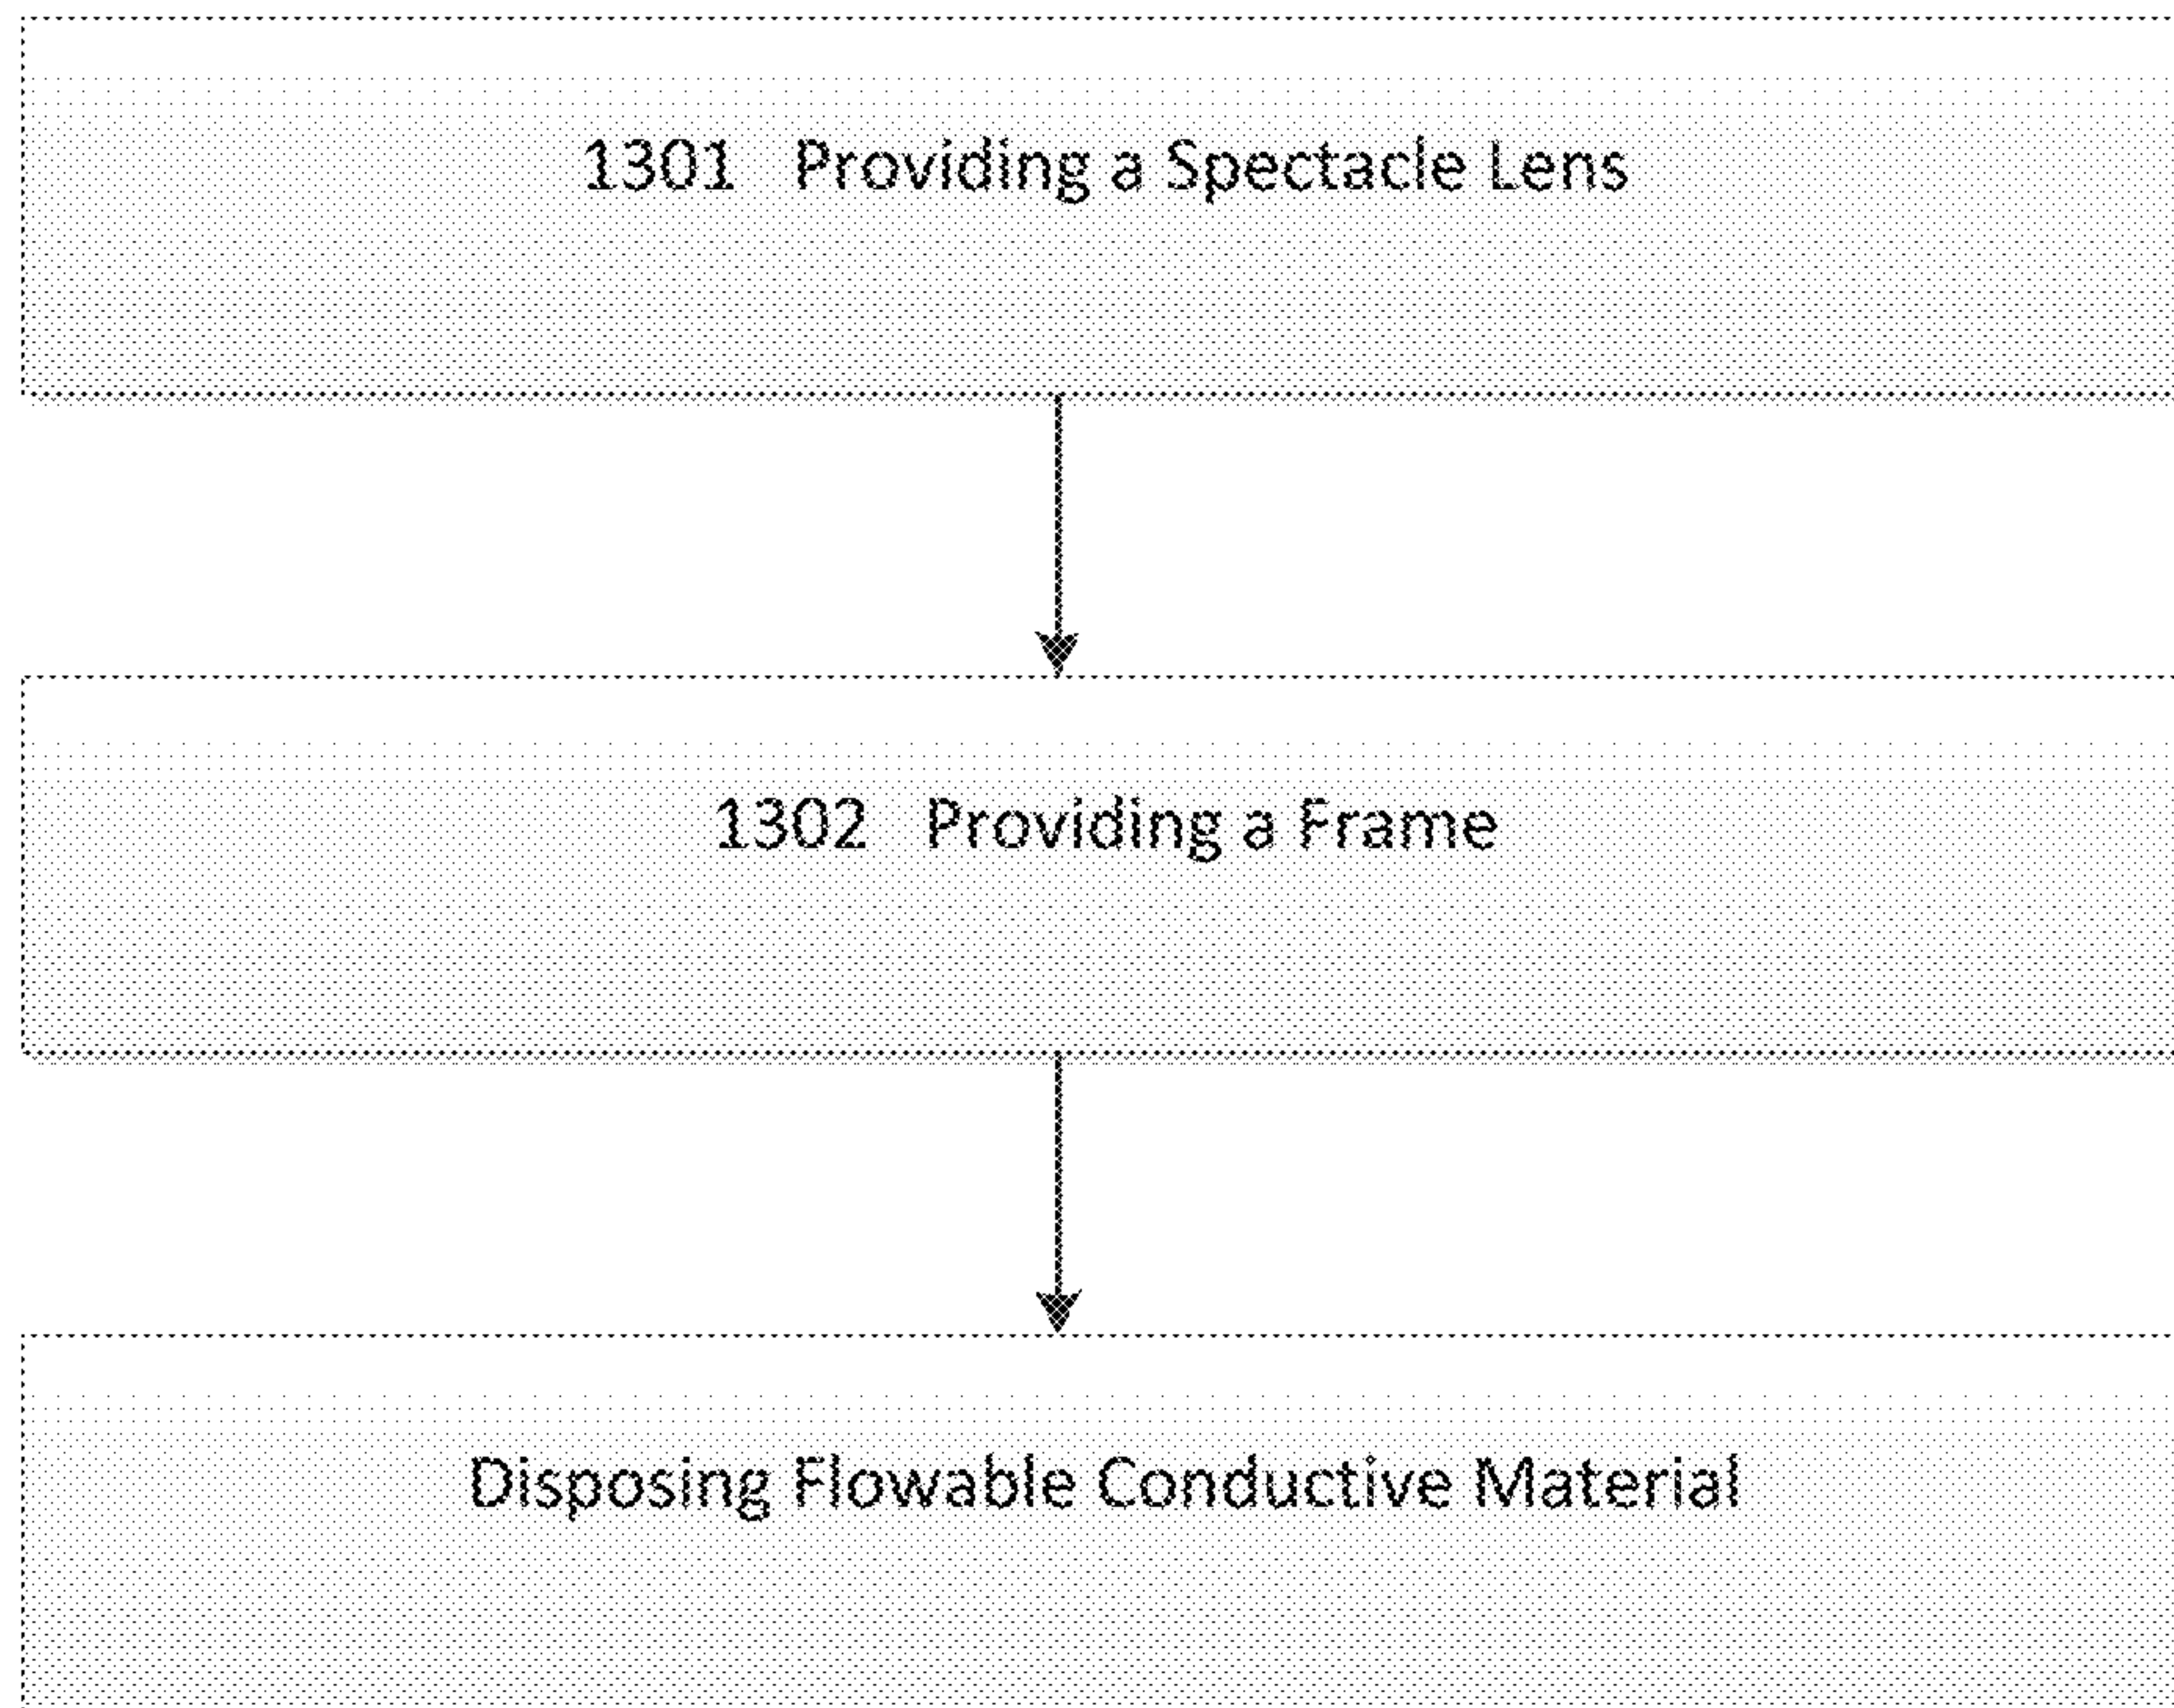 1301 Providing a Spectacle Lens
1302 Providing a Frame
Disposing Flowable Conductive Material